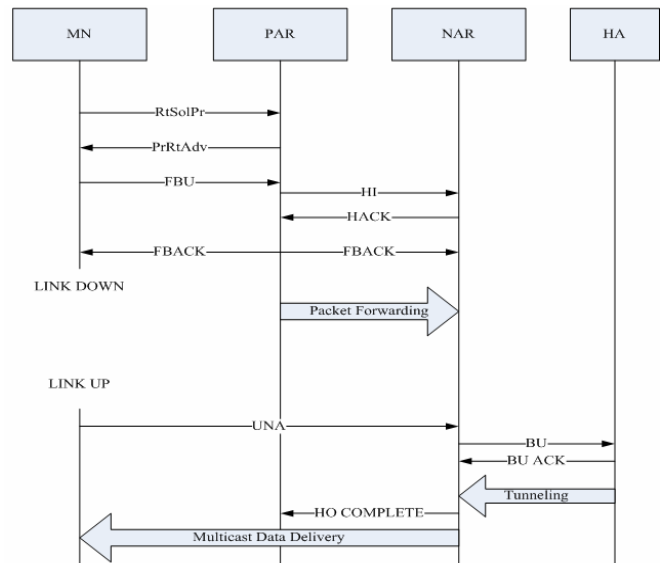 MN PAR NAR HA
RtSolPr
PrRtAdv
FBU
HI
HACK
FBACK FBACK
LINK DOWN
Packet Forwarding
LINK UP
UNA
BU
BU ACK
Tunneling
HO COMPLETE
Multicast Data Delivery